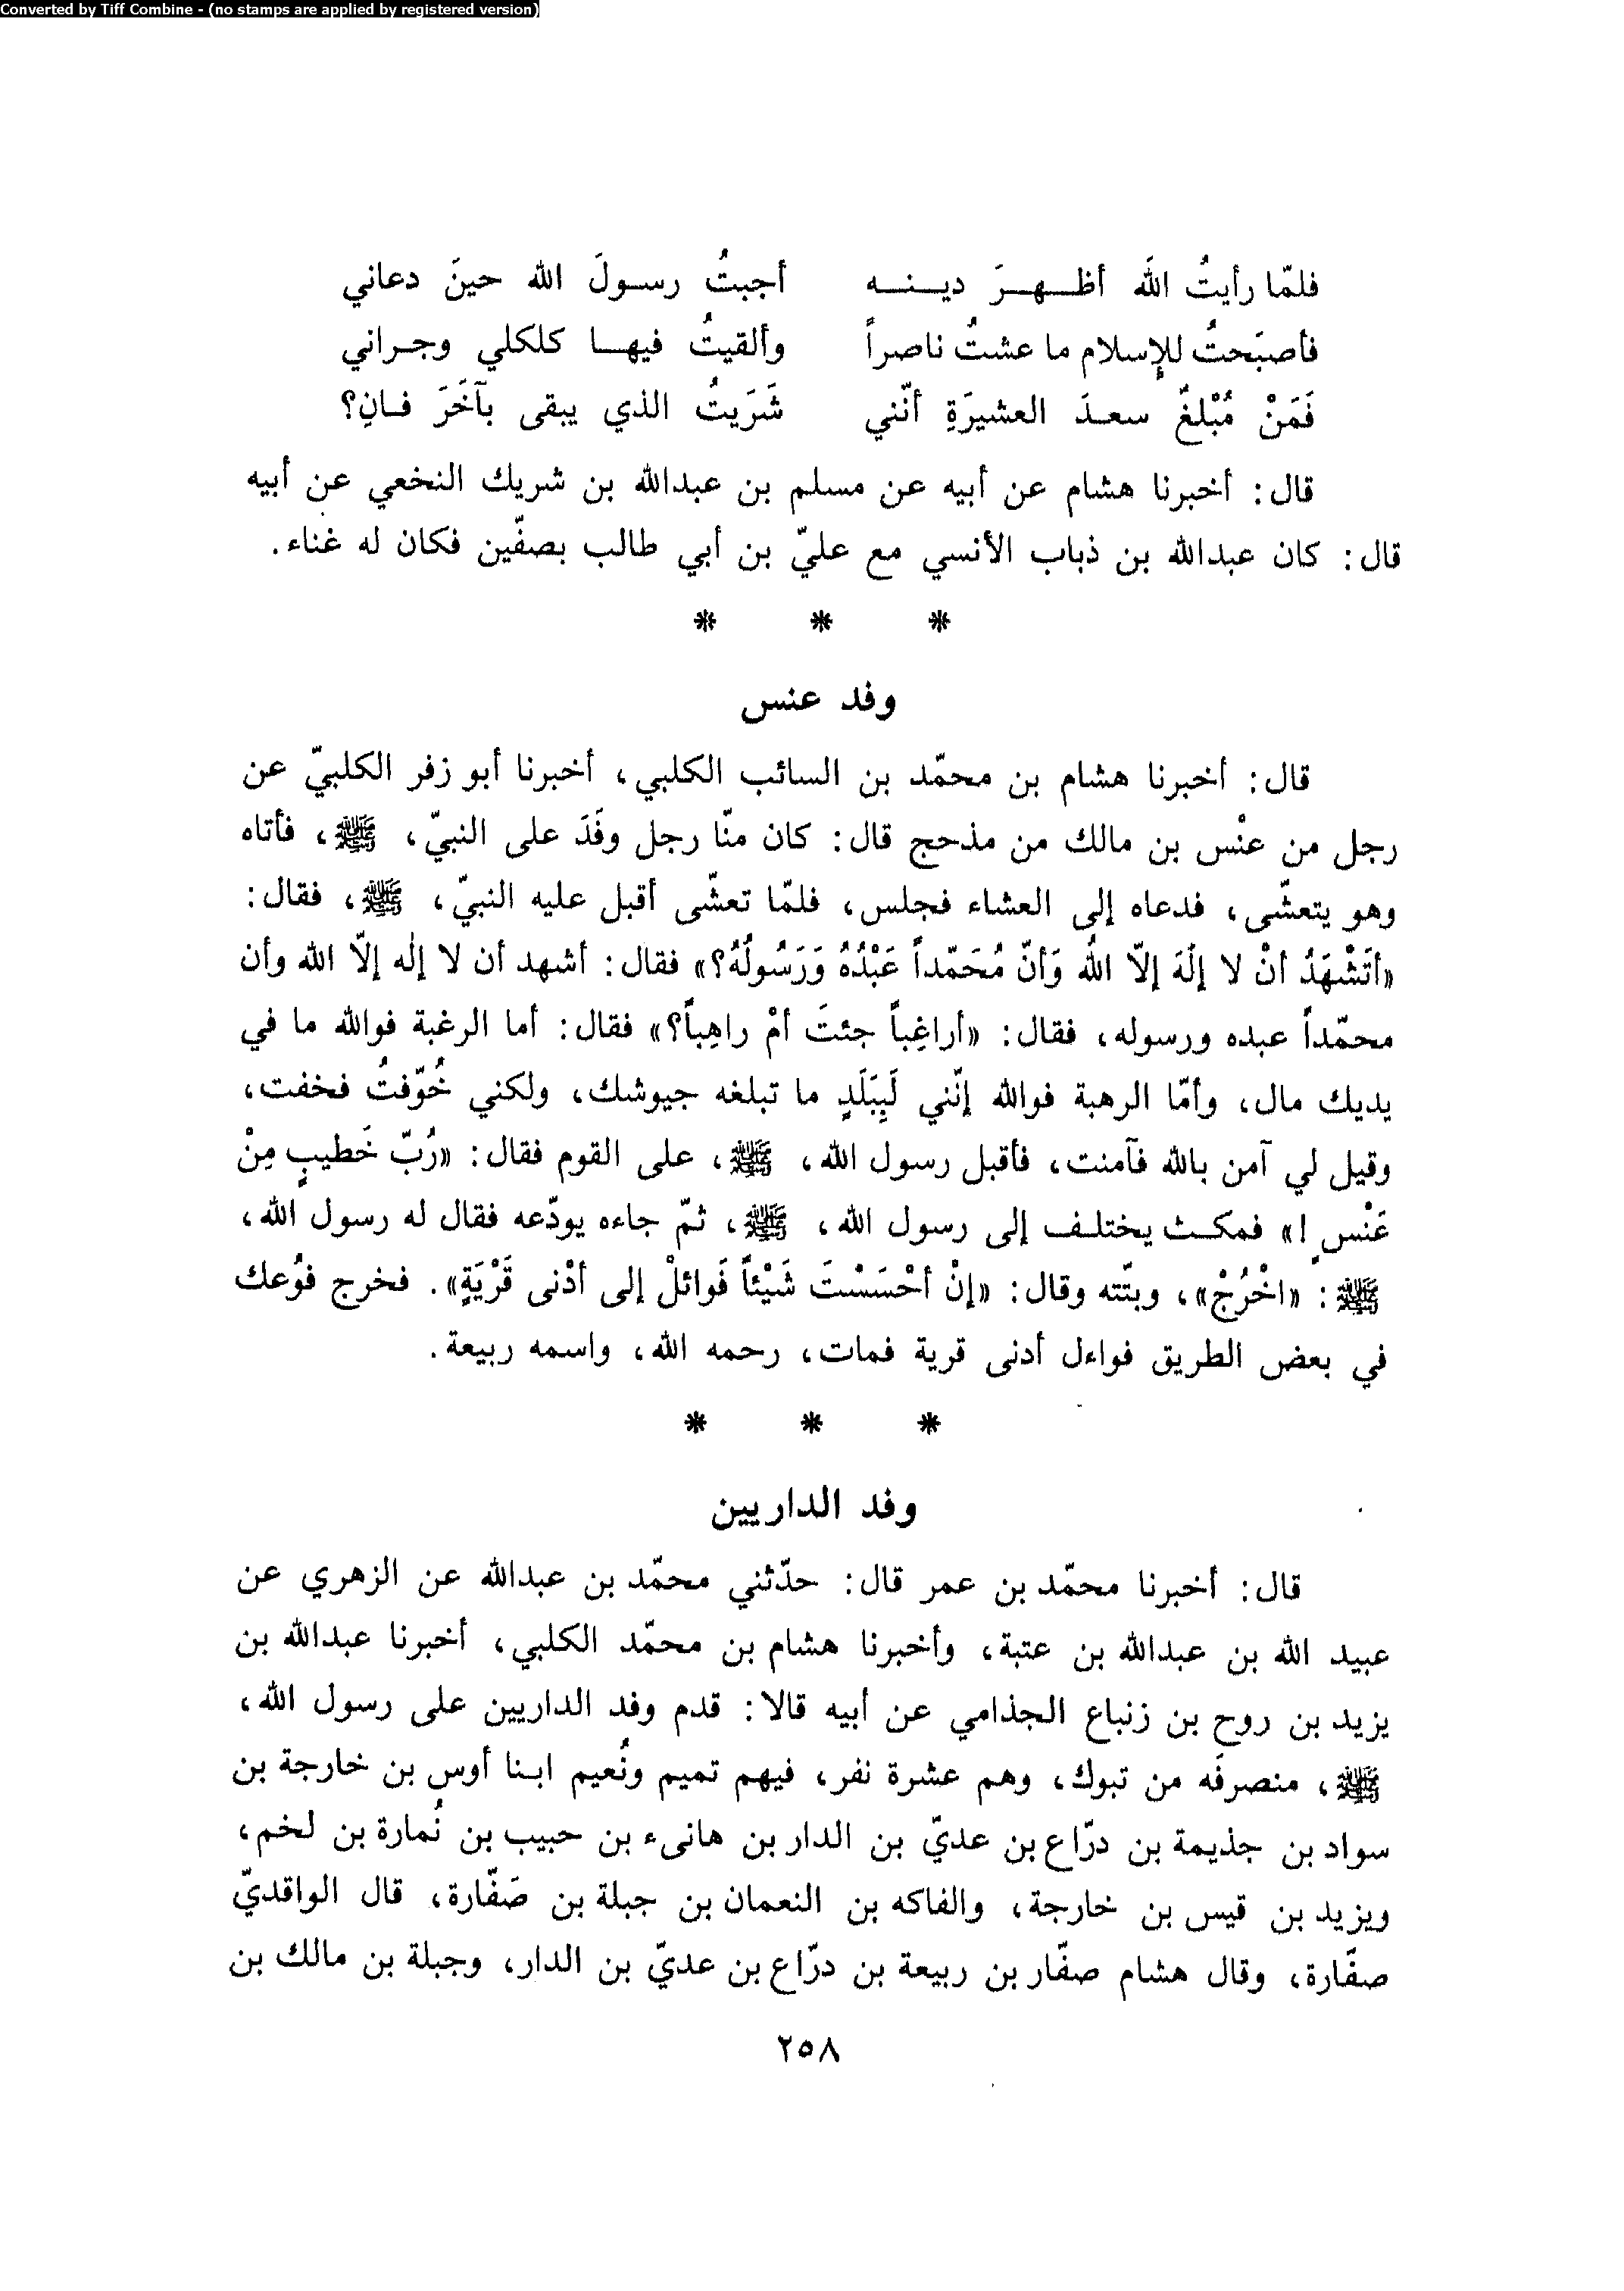 Converted by Tiff Combine - (no stamps are applied by registered version)
فلمّا رأيتُ اللَه أظهرَ دينه أجبتُ رسولَ الله حينَ دعاني
فأصبَحتُ للإسلام ما عشتُ ناصراً وألقيتُ فيها كلكلي وجراني
فَمَنْ مُبْلغٌ سعدَ العشيرَةِ أنّني شَرَيتُ الذي يبقى بآخَرَ فانِ؟
قال: أخبرنا هشام عن أبيه عن مسلم بن عبدالله بن شريك النخعي عن أبيه
قال: كان عبدالله بن ذباب الأنسي مع عليّ بن أبي طالب بصفّين فكان له غناء.
* * *
وفد عنس
قال: أخبرنا هشام بن محمّد بن السائب الكلبي، أخبرنا أبو زفر الكلبيّ عن
رجل من عنْس بن مالك من مذحج قال: كان منّا رجل وفَدَ على النبيّ، ﷺ، فأتاه
وهو يتعشّى، فدعاه إلى العشاء فجلس، فلمّا تعشّى أقبل عليه النبيّ، ﷺ، فقال:
«أتَشْهَدُ أنْ لا إلَهَ إلاّ اللهُ وَأنّ مُحَمّداً عَبْدُهُ وَرَسُولُهُ؟» فقال: أشهد أن لا إله إلاّ الله وأن
محمّداً عبده ورسوله، فقال: «أراغِباً جئتَ أمْ راهِباً؟» فقال: أما الرغبة فوالله ما في
يديك مال، وأمّا الرهبة فوالله إنّني لَبِبَلَدٍ ما تبلغه جيوشك، ولكني خُوّفتُ فخفت،
وقيل لي آمن بالله فآمنت، فأقبل رسول الله، ﷺ، على القوم فقال: «رُبّ خَطيبٍ مِنْ
عَنْسٍ!» فمكث يختلف إلى رسول الله، ﷺ، ثمّ جاءه يودّعه فقال له رسول الله،
ﷺ: «اخْرُجْ»، وبتّته وقال: «إنْ أحْسَسْتَ شَيْئاً فَوائلْ إلى أدْنى قَرْيَةٍ». فخرج فوُعك
في بعض الطريق فواءل أدنى قرية فمات، رحمه الله، واسمه ربيعة.
* * *
وفد الداريين
قال: أخبرنا محمّد بن عمر قال: حدّثني محمّد بن عبدالله عن الزهري عن
عبيد الله بن عبدالله بن عتبة، وأخبرنا هشام بن محمّد الكلبي، أخبرنا عبدالله بن
يزيد بن روح بن زنباع الجذامي عن أبيه قالا: قدم وفد الداريين على رسول الله،
ﷺ، منصرفَه من تبوك، وهم عشرة نفر، فيهم تميم ونُعيم ابنا أوس بن خارجة بن
سواد بن جذيمة بن درّاع بن عديّ بن الدار بن هانىء بن حبيب بن نُمارة بن لخم،
ويزيد بن قيس بن خارجة، والفاكه بن النعمان بن جبلة بن صَفّارة، قال الواقديّ
صفّارة، وقال هشام صفّار بن ربيعة بن درّاع بن عديّ بن الدار، وجبلة بن مالك بن
٢٥٨